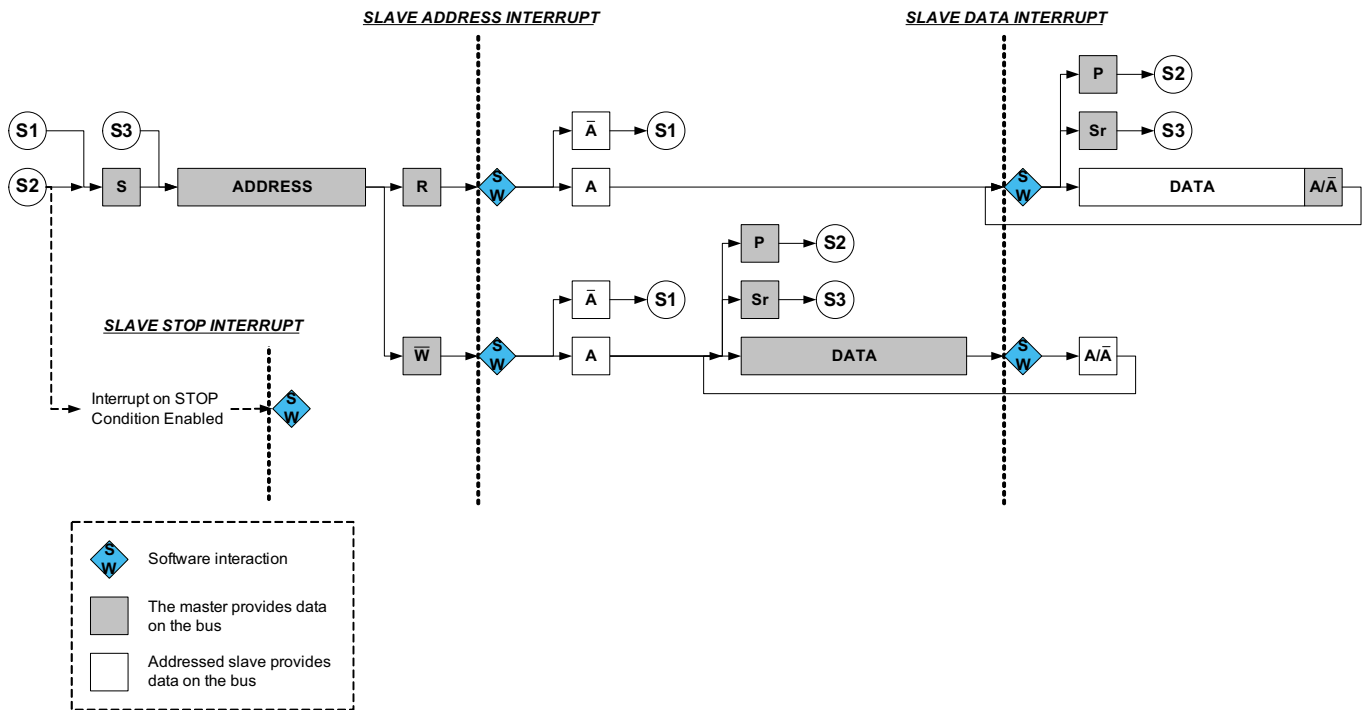 SLAVE ADDRESS INTERRUPT
SLAVE DATA INTERRUPT
P
S2
S1
S3
A̅
S1
Sr
S3
S2
S
ADDRESS
R
S
W
A
S
W
DATA
A/A̅
P
S2
A̅
S1
Sr
S3
SLAVE STOP INTERRUPT
W̅
S
W
A
DATA
S
W
A/A̅
Interrupt on STOP
Condition Enabled
S
W
S
W
Software interaction
The master provides data
on the bus
Addressed slave provides
data on the bus